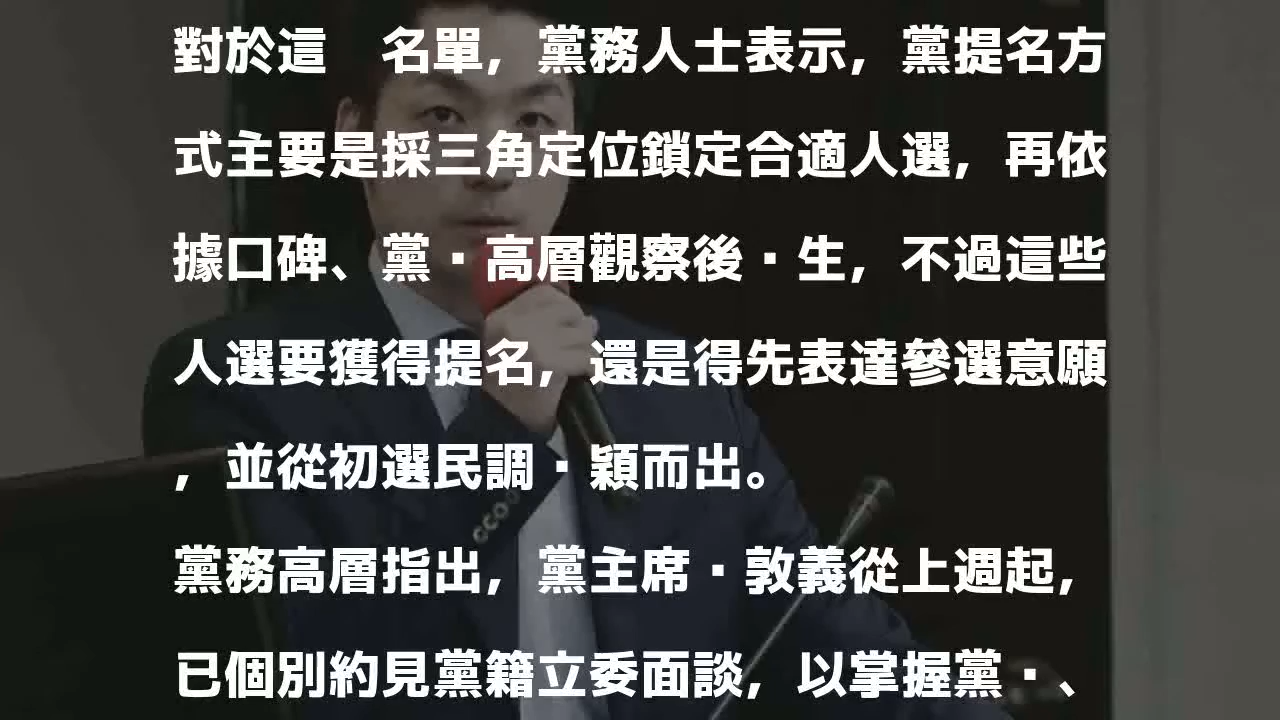 對於這　名單，黨務人士表示，黨提名方
式主要是採三角定位鎖定合適人選，再依
據口碑、黨·高層觀察後·生，不過這些
人選要獲得提名，還是得先表達參選意願
，並從初選民調·穎而出。
黨務高層指出，黨主席·敦義從上週起，
已個別約見黨籍立委面談，以掌握黨·、